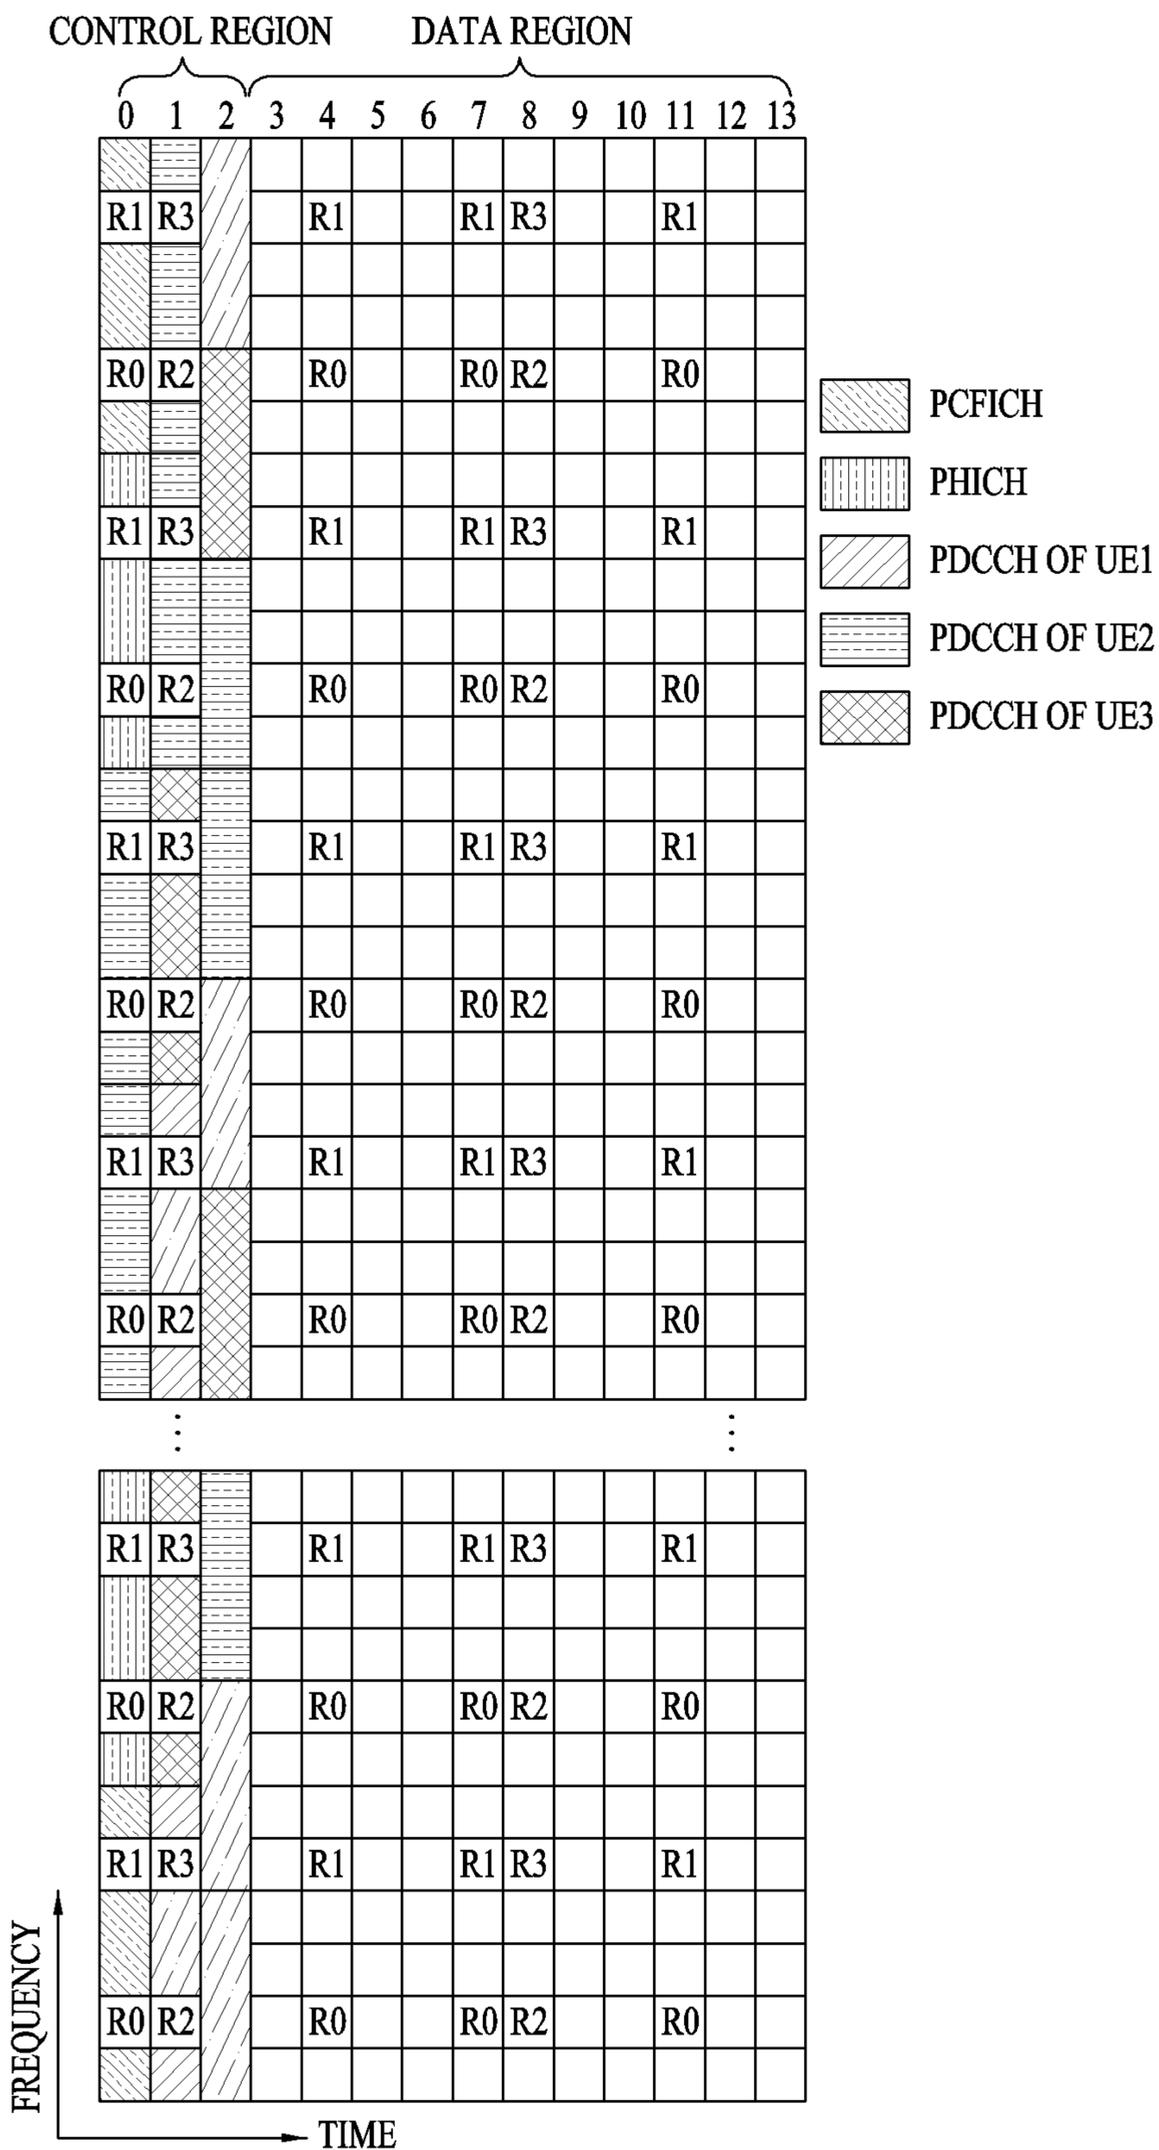 CONTROL REGION DATA REGION
0 1 2 3 4 5 6 7 8 9 10 11 12 13
R1 R3 R1 R1 R3 R1
R0 R2 R0 R0 R2 R0
PCFICH
PHICH
R1 R3 R1 R1 R3 R1
PDCCH OF UE1
PDCCH OF UE2
R0 R2 R0 R0 R2 R0
PDCCH OF UE3
R1 R3 R1 R1 R3 R1
R0 R2 R0 R0 R2 R0
R1 R3 R1 R1 R3 R1
R0 R2 R0 R0 R2 R0
R1 R3 R1 R1 R3 R1
R0 R2 R0 R0 R2 R0
R1 R3 R1 R1 R3 R1
R0 R2 R0 R0 R2 R0
FREQUENCY
TIME